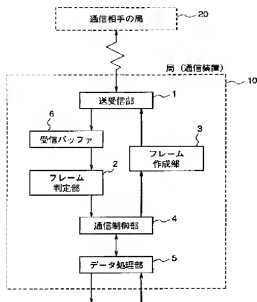 通信相手の局
20
局(通信装置)
10
送受信部
1
6
受信バッファ
3
フレーム
作成部
2
フレーム
判定部
通信制御部
4
データ処理部
5